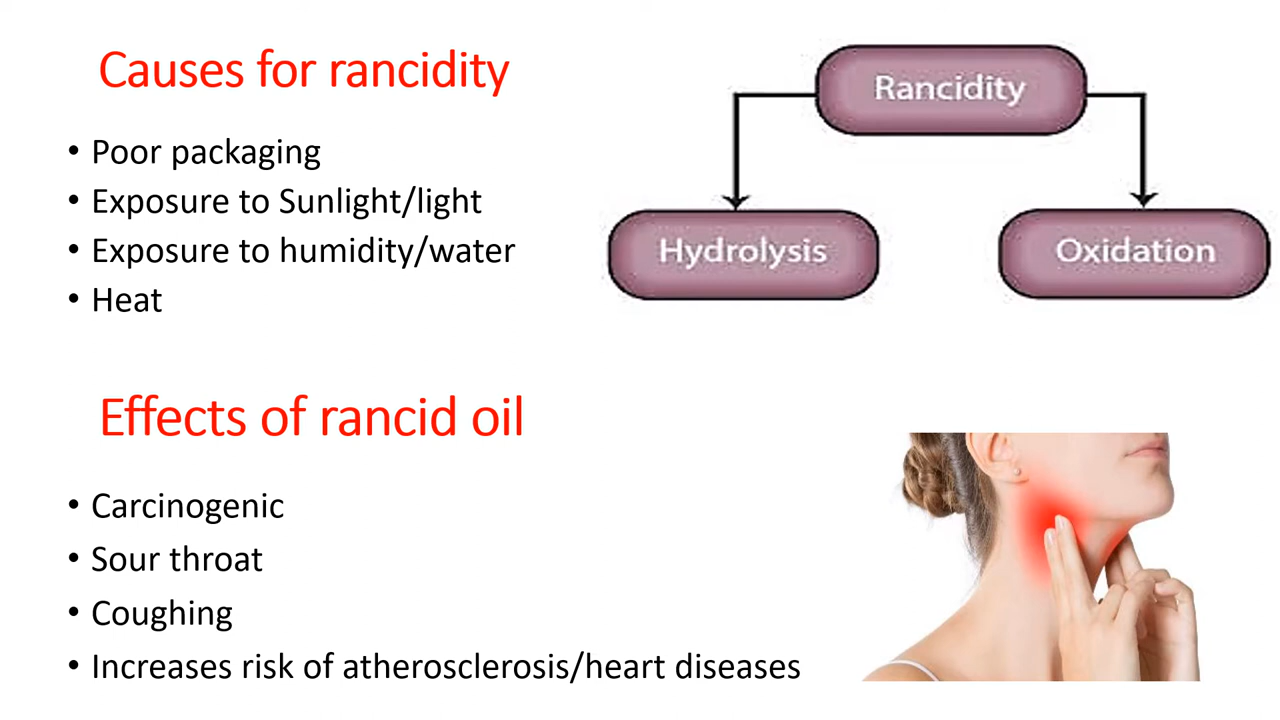 Causes for rancidity
• Poor packaging
• Exposure to Sunlight/light
• Exposure to humidity/water
• Heat
Rancidity
Hydrolysis
Oxidation
Effects of rancid oil
• Carcinogenic
• Sour throat
• Coughing
• Increases risk of atherosclerosis/heart diseases